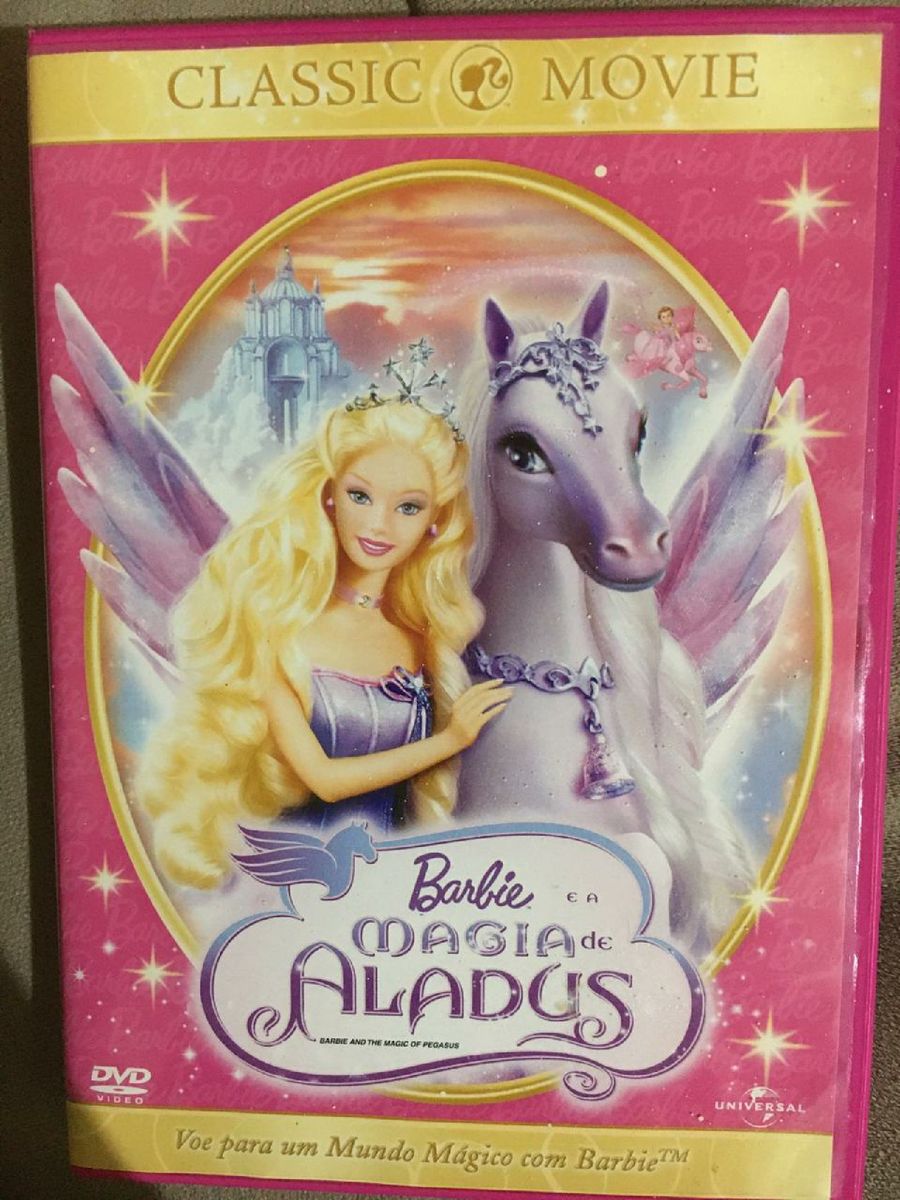 CLASSIC MOVIE
Barbie E A
MAGIA de
ALADUS
BARBIE AND THE MAGIC OF PEGASUS
DVD
VIDEO
UNIVERSAL
Voe para um Mundo Mágico com Barbie™